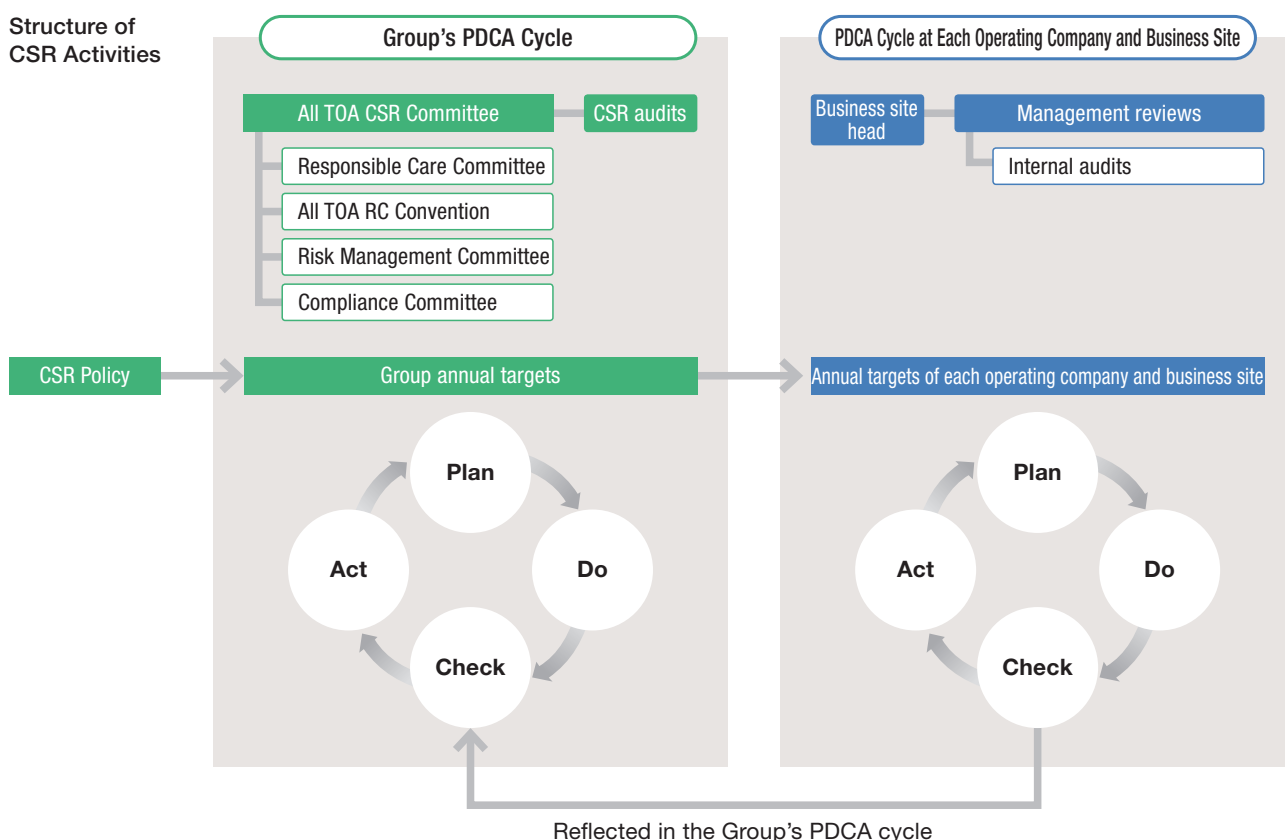 Structure of
CSR Activities
Group's PDCA Cycle
PDCA Cycle at Each Operating Company and Business Site
All TOA CSR Committee
CSR audits
Responsible Care Committee
All TOA RC Convention
Risk Management Committee
Compliance Committee
Business site
head
Management reviews
Internal audits
CSR Policy
Group annual targets
Annual targets of each operating company and business site
Plan
Do
Check
Act
Plan
Do
Check
Act
Reflected in the Group's PDCA cycle